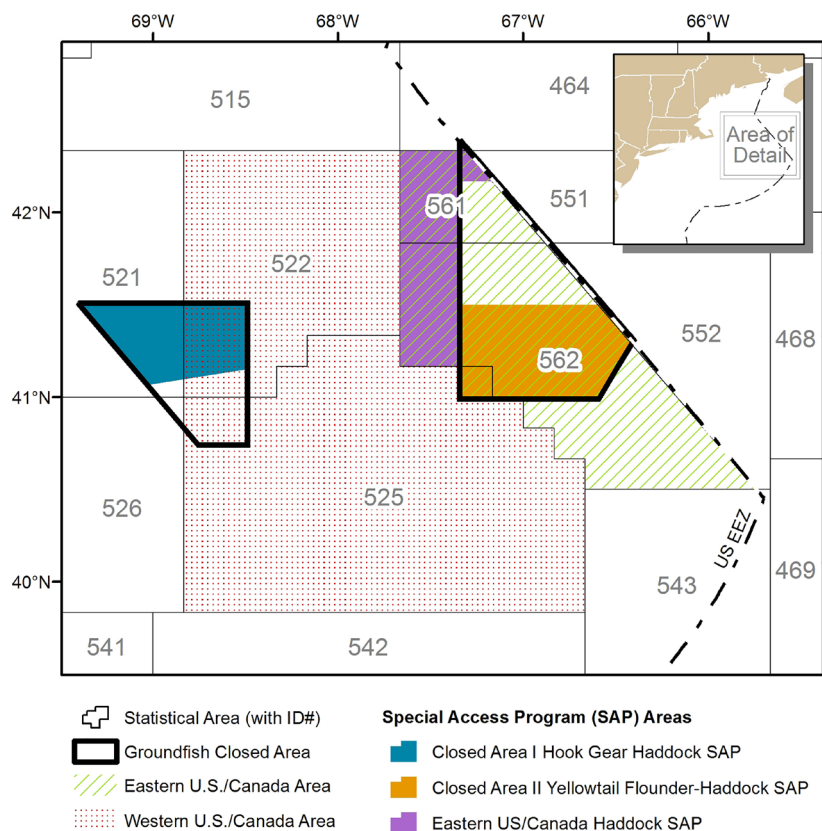 69°W 68°W 67°W 66°W
515
464
Area of
Detail
42°N
561
551
521
522
552
468
562
41°N
526
525
US EEZ
469
40°N
543
541
542
Statistical Area (with ID#)
Groundfish Closed Area
Eastern U.S./Canada Area
Western U.S./Canada Area
Special Access Program (SAP) Areas
Closed Area I Hook Gear Haddock SAP
Closed Area II Yellowtail Flounder-Haddock SAP
Eastern US/Canada Haddock SAP